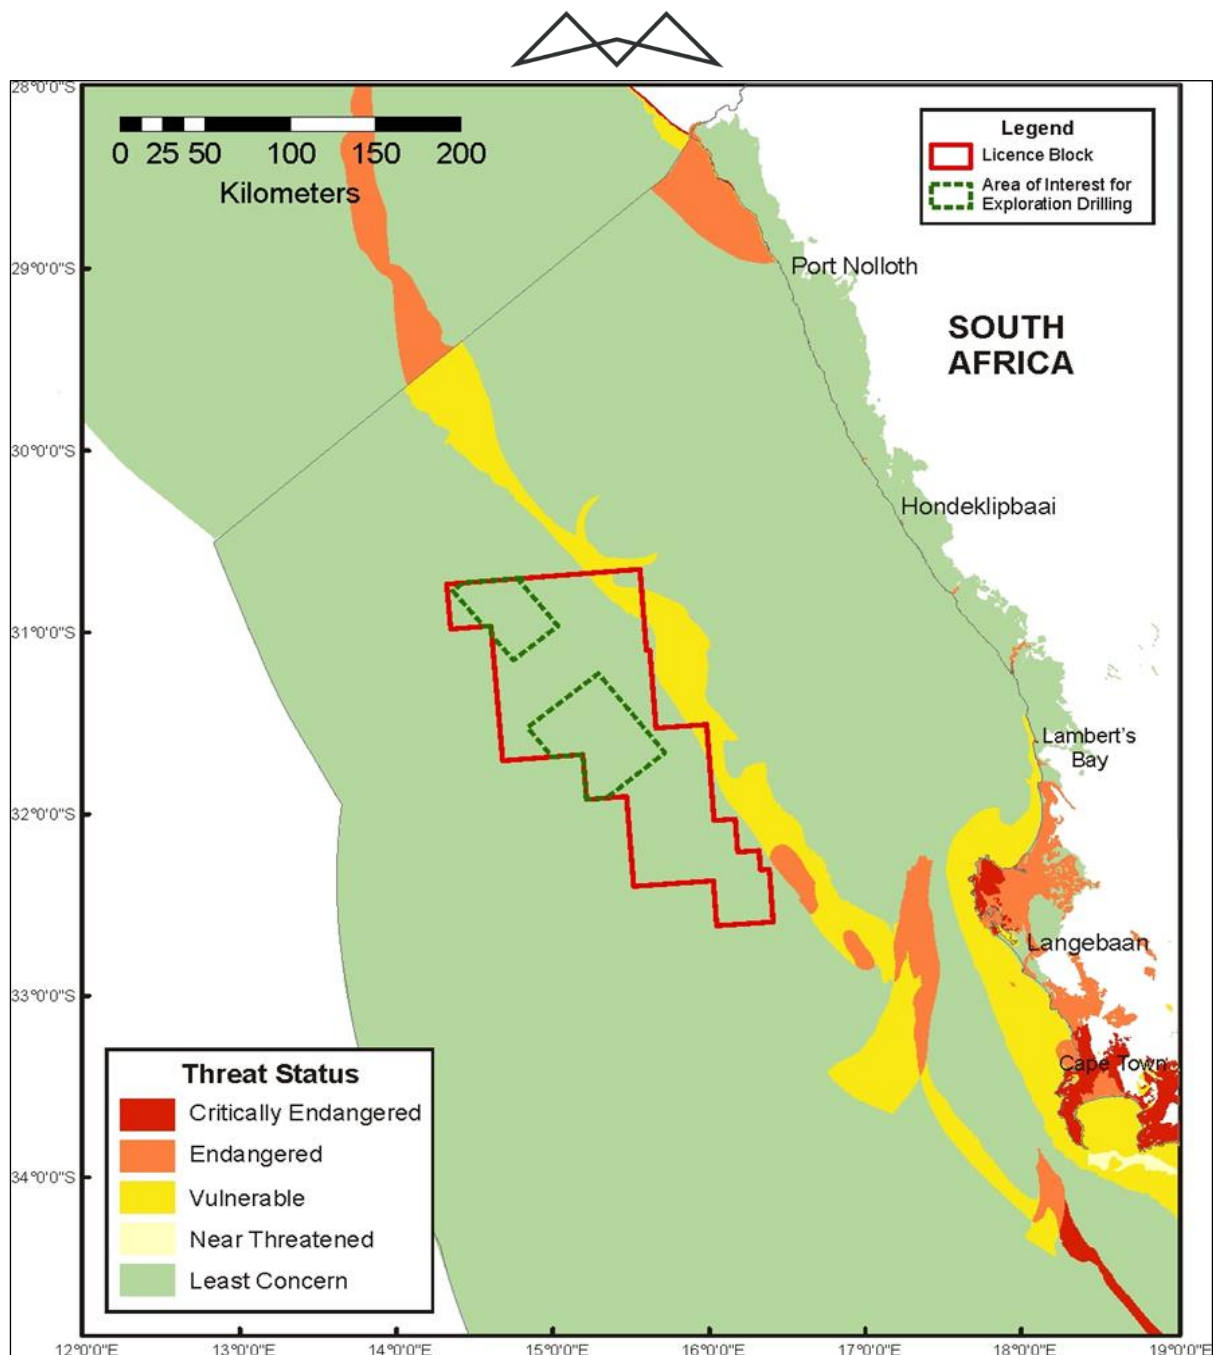 28°0'0"S
0 25 50 100 150 200
Kilometers
Legend
Licence Block
Area of Interest for
Exploration Drilling
29°0'0"S
Port Nolloth
SOUTH
AFRICA
30°0'0"S
Hondeklipbaai
31°0'0"S
Lambert's
Bay
32°0'0"S
Langebaan
33°0'0"S
Cape Town
Threat Status
Critically Endangered
Endangered
Vulnerable
Near Threatened
Least Concern
34°0'0"S
12°0'0"E 13°0'0"E 14°0'0"E 15°0'0"E 16°0'0"E 17°0'0"E 18°0'0"E 19°0'0"E